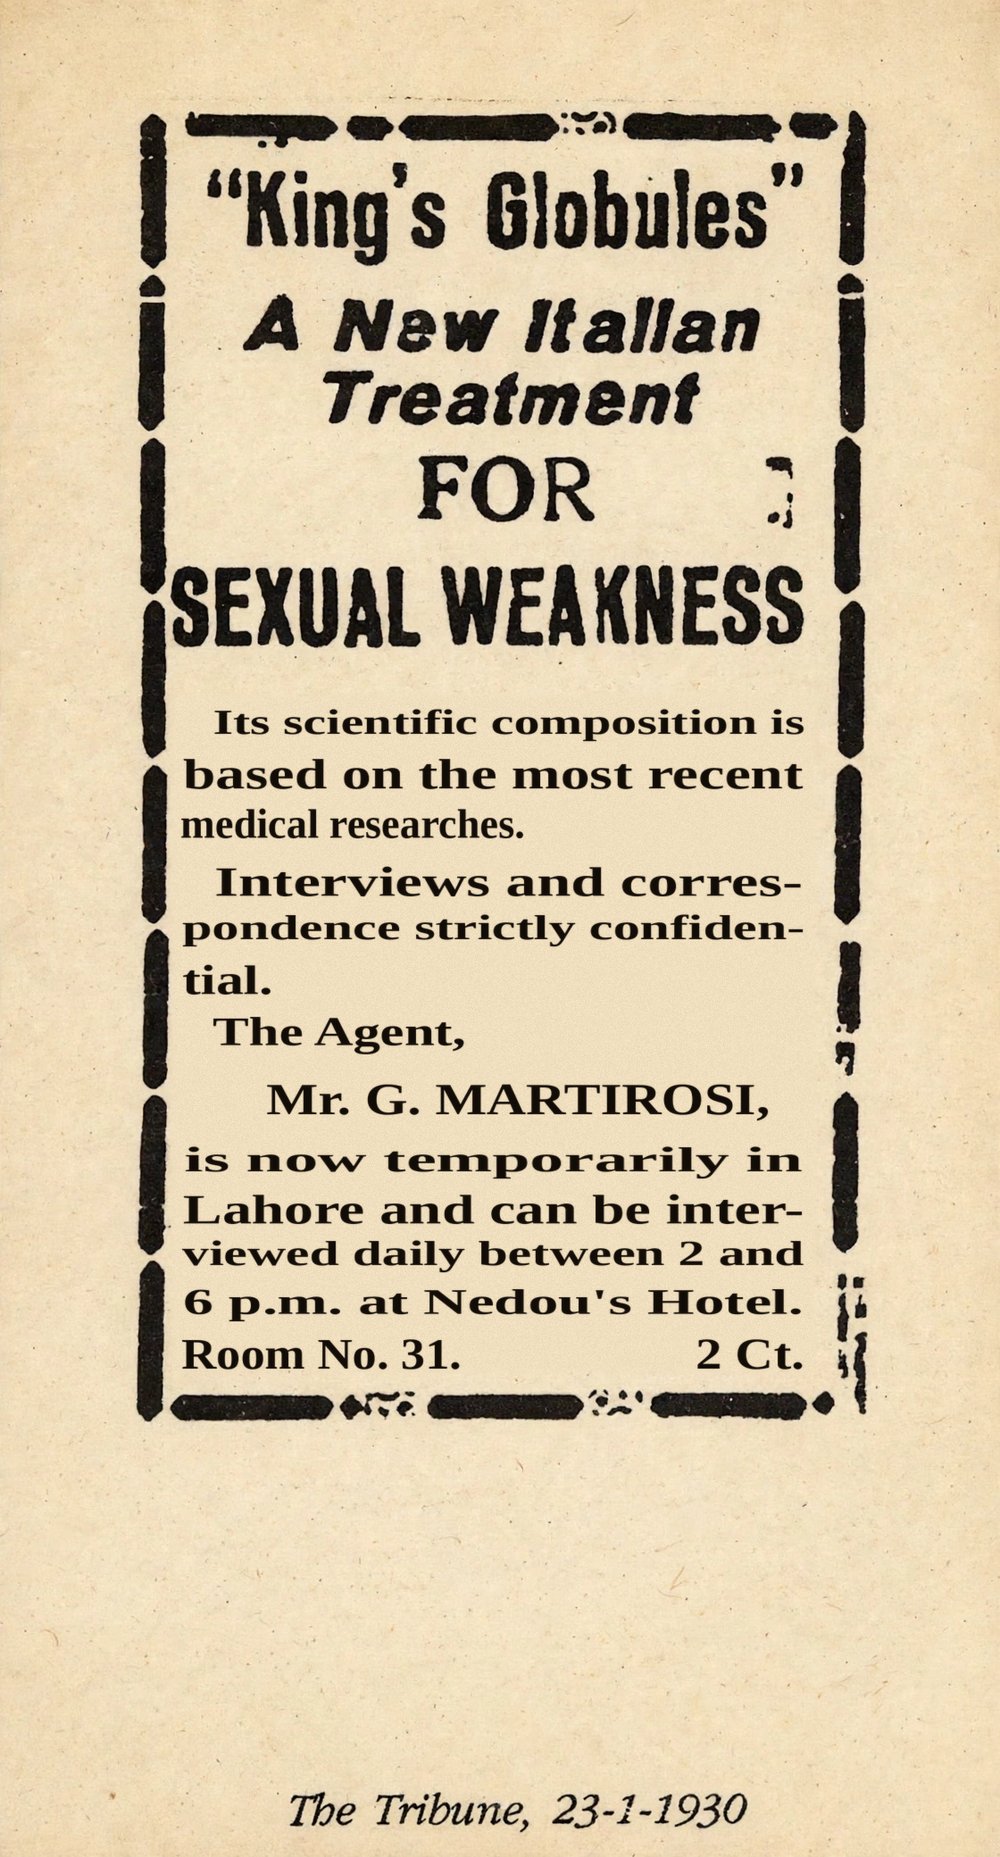 “King’s Globules”
A New Itallan
Treatment
FOR
SEXUAL WEAKNESS
Its scientific composition is
based on the most recent
medical researches.
Interviews and corres-
pondence strictly confiden-
tial.
The Agent,
Mr. G. MARTIROSI,
is now temporarily in
Lahore and can be inter-
viewed daily between 2 and
6 p.m. at Nedou's Hotel.
Room No. 31. 2 Ct.
The Tribune, 23-1-1930